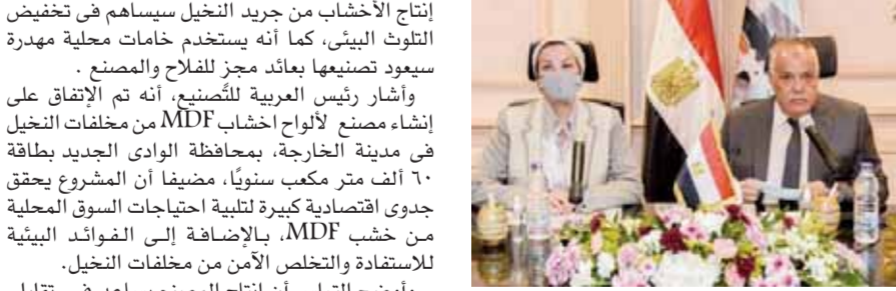 إنتاج الأخشاب من جريد النخيل سيساهم فى تخفيض
التلوث البيئى، كما أنه يستخدم خامات محلية مهدرة
سيعود تصنيعها بعائد مجزٍ للفلاح والمصنع .
وأشار رئيس العربية للتَّصنيع، أنه تم الإتفاق على
إنشاء مصنع لألواح اخشاب MDF من مخلفات النخيل
فى مدينة الخارجة، بمحافظة الوادى الجديد بطاقة
٦٠ ألف متر مكعب سنويًا، مضيفا أن المشروع يحقق
جدوى اقتصادية كبيرة لتلبية احتياجات السوق المحلية
من خشب MDF، بالإضافة إلى الفوائد البيئية
للاستفادة والتخلص الآمن من مخلفات النخيل.